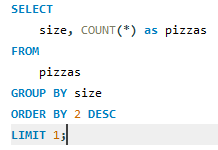 SELECT
size, COUNT(*) as pizzas
FROM
pizzas
GROUP BY size
ORDER BY 2 DESC
LIMIT 1;